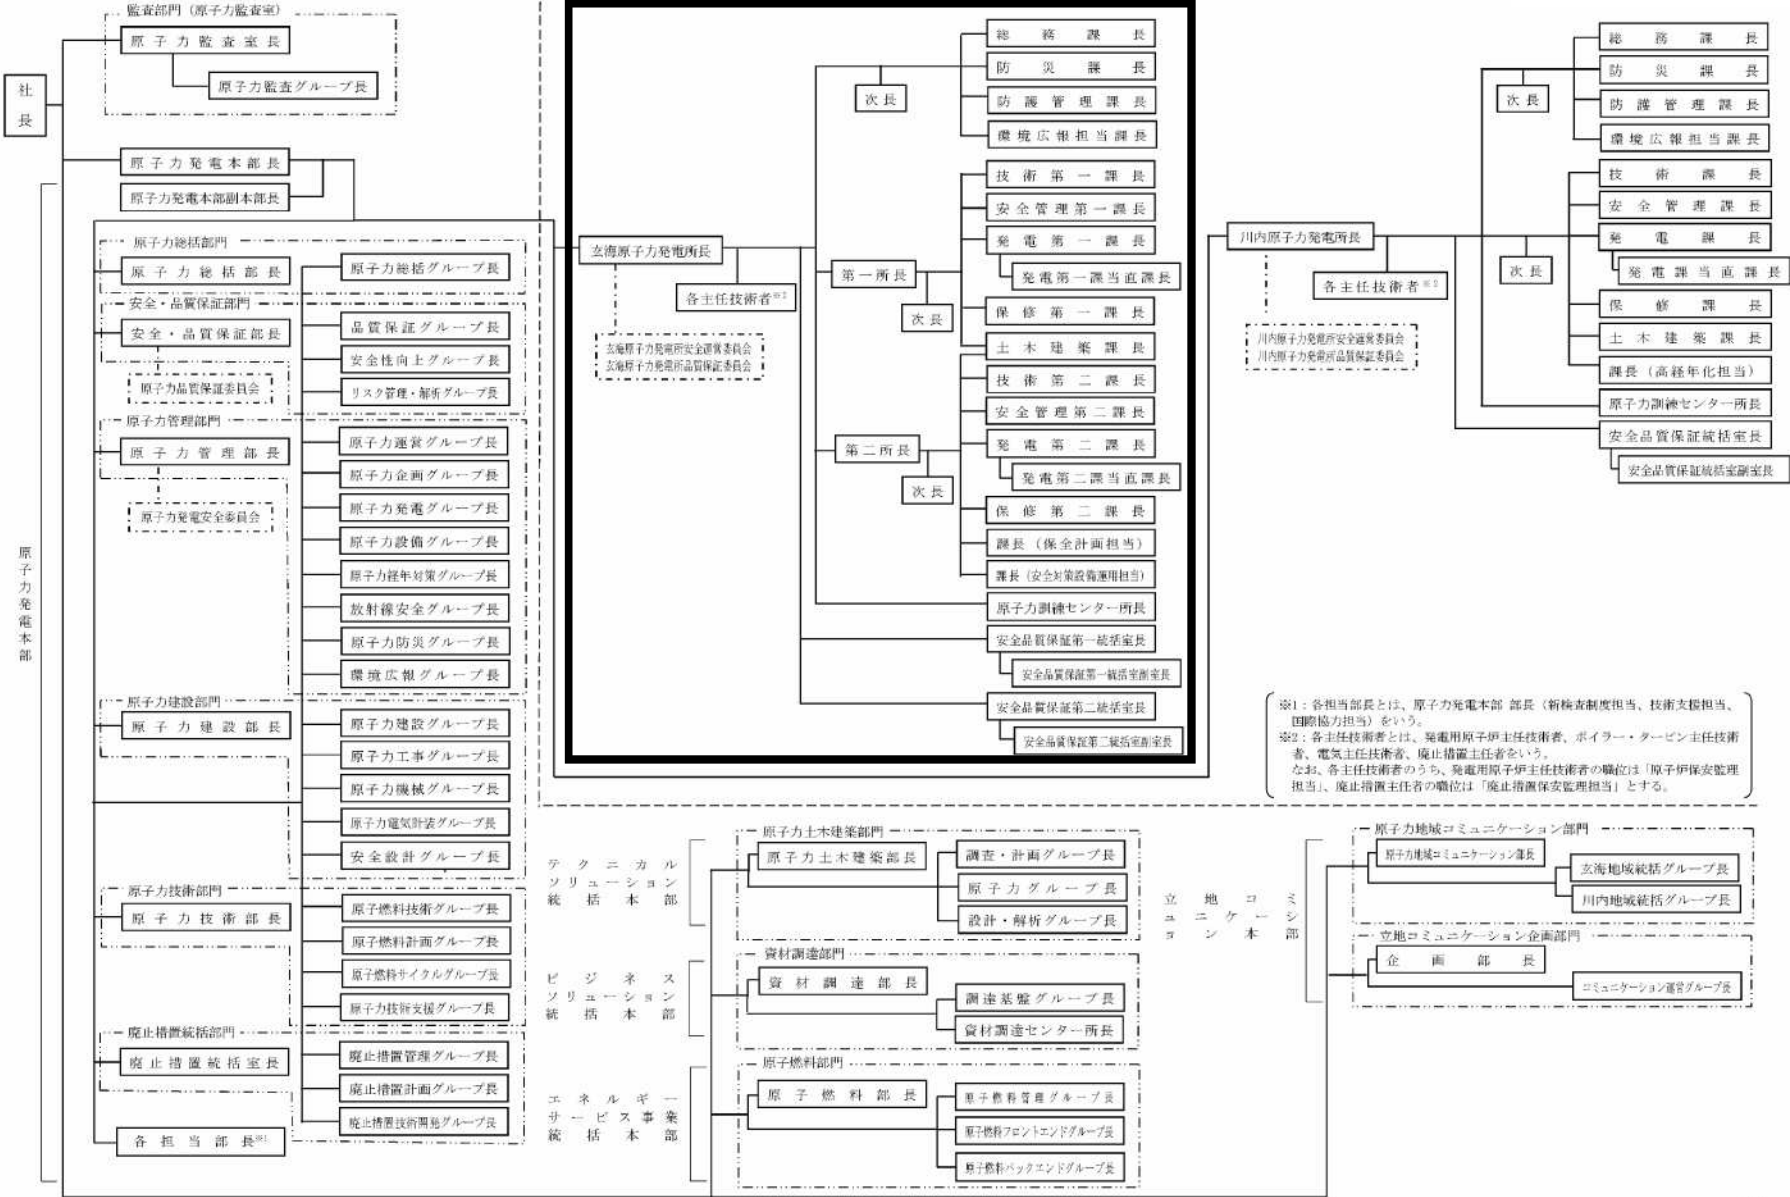 監査部門（原子力監査室）
原子力監査室長
原子力監査グループ長
社長
原子力発電本部長
原子力発電本部副本部長
原子力発電本部
原子力総括部門
原子力総括部長
原子力総括グループ長
安全・品質保証部門
安全・品質保証部長
原子力品質保証委員会
品質保証グループ長
安全性向上グループ長
リスク管理・解析グループ長
原子力管理部門
原子力管理部長
原子力発電安全委員会
原子力運営グループ長
原子力企画グループ長
原子力発電グループ長
原子力設備グループ長
原子力経年対策グループ長
放射線安全グループ長
原子力防災グループ長
環境広報グループ長
原子力建設部門
原子力建設部長
原子力建設グループ長
原子力工事グループ長
原子力機械グループ長
原子力電気計装グループ長
安全設計グループ長
原子力技術部門
原子力技術部長
原子燃料技術グループ長
原子燃料計画グループ長
原子燃料サイクルグループ長
原子力技術支援グループ長
廃止措置統括部門
廃止措置統括室長
廃止措置管理グループ長
廃止措置計画グループ長
廃止措置技術開発グループ長
各担当部長※1
玄海原子力発電所長
各主任技術者※2
玄海原子力発電所安全運営委員会
玄海原子力発電所品質保証委員会
次長
総務課長
防災課長
防護管理課長
環境広報担当課長
第一所長
次長
技術第一課長
安全管理第一課長
発電第一課長
発電第一課当直課長
保修第一課長
土木建築課長
第二所長
次長
技術第二課長
安全管理第二課長
発電第二課長
発電第二課当直課長
保修第二課長
課長（保全計画担当）
課長（安全対策設備運用担当）
原子力訓練センター所長
安全品質保証第一統括室長
安全品質保証第一統括室副室長
安全品質保証第二統括室長
安全品質保証第二統括室副室長
川内原子力発電所長
各主任技術者※2
川内原子力発電所安全運営委員会
川内原子力発電所品質保証委員会
次長
総務課長
防災課長
防護管理課長
環境広報担当課長
次長
技術課長
安全管理課長
発電課長
発電課当直課長
保修課長
土木建築課長
課長（高経年化担当）
原子力訓練センター所長
安全品質保証統括室長
安全品質保証統括室副室長
※1：各担当部長とは、原子力発電本部 部長（新検査制度担当、技術支援担当、
国際協力担当）をいう。
※2：各主任技術者とは、発電用原子炉主任技術者、ボイラー・タービン主任技術
者、電気主任技術者、廃止措置主任者をいう。
なお、各主任技術者のうち、発電用原子炉主任技術者の職位は「原子炉保安監理
担当」、廃止措置主任者の職位は「廃止措置保安監理担当」とする。
テクニカル
ソリューション
統括本部
原子力土木建築部門
原子力土木建築部長
調査・計画グループ長
原子力グループ長
設計・解析グループ長
ビジネス
ソリューション
統括本部
資材調達部門
資材調達部長
調達基盤グループ長
資材調達センター所長
エネルギー
サービス事業
統括本部
原子燃料部門
原子燃料部長
原子燃料管理グループ長
原子燃料フロントエンドグループ長
原子燃料バックエンドグループ長
立地コミ
ュニケーシ
ョン本部
原子力地域コミュニケーション部門
原子力地域コミュニケーション部長
玄海地域統括グループ長
川内地域統括グループ長
立地コミュニケーション企画部門
企画部長
コミュニケーション運営グループ長